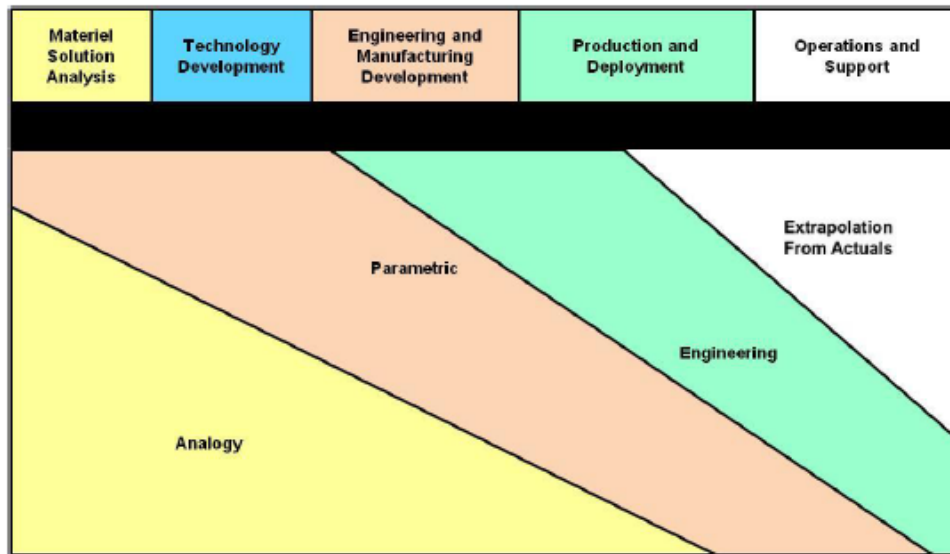 Materiel
Solution
Analysis
Technology
Development
Engineering and
Manufacturing
Development
Production and
Deployment
Operations and
Support
Extrapolation
From Actuals
Parametric
Engineering
Analogy